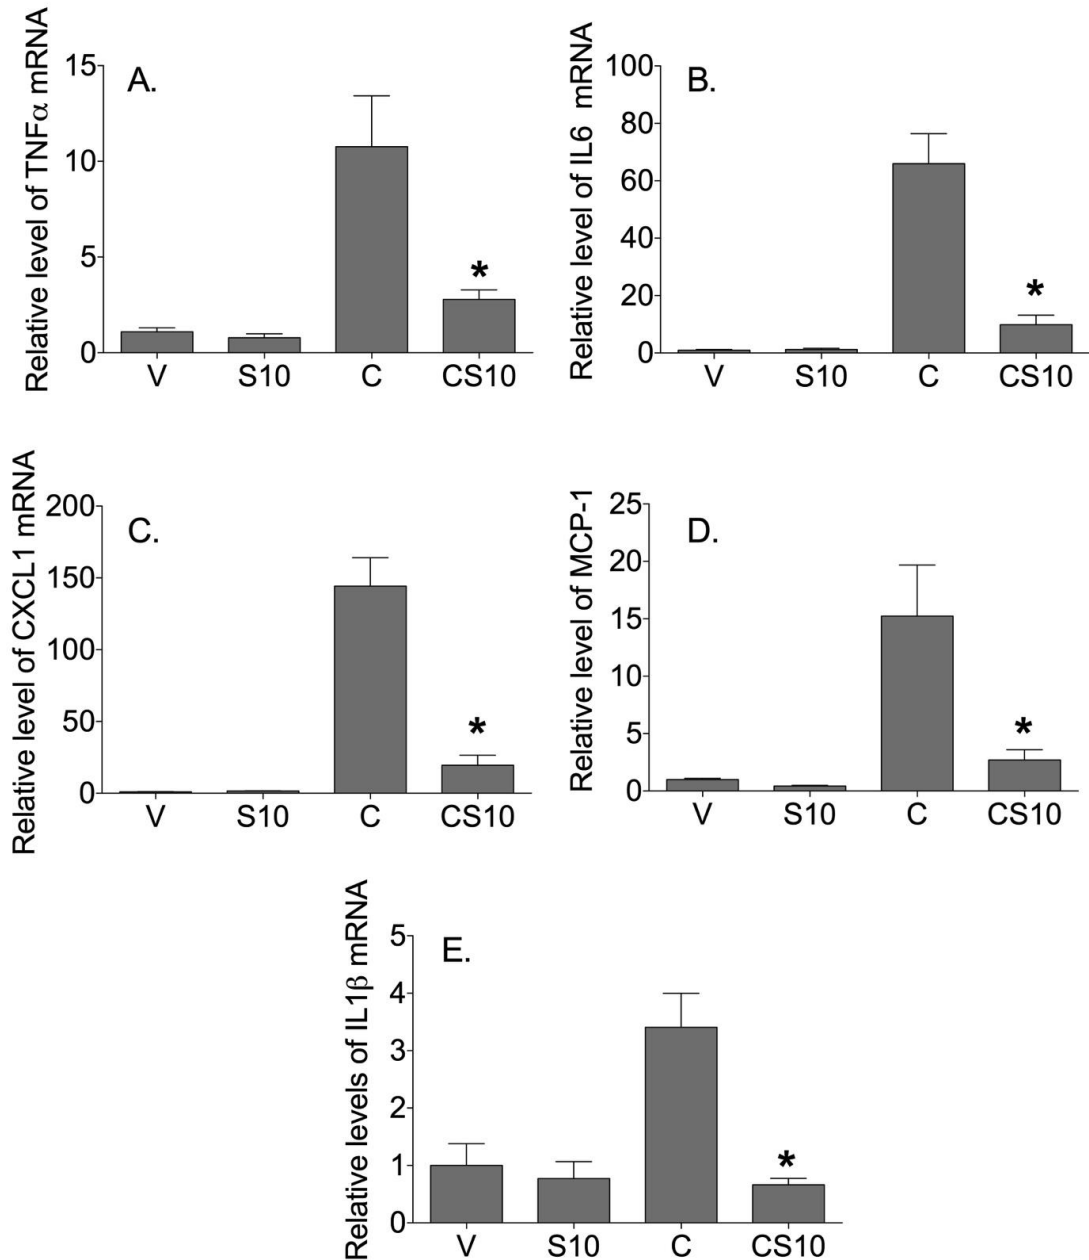 A.
Relative level of TNFα mRNA
15
10
5
0
V S10 C CS10
*
B.
Relative level of IL6 mRNA
100
80
60
40
20
0
V S10 C CS10
*
C.
Relative level of CXCL1 mRNA
200
150
100
50
0
V S10 C CS10
*
D.
Relative level of MCP-1
25
20
15
10
5
0
V S10 C CS10
*
E.
Relative levels of IL1β mRNA
5
4
3
2
1
0
V S10 C CS10
*